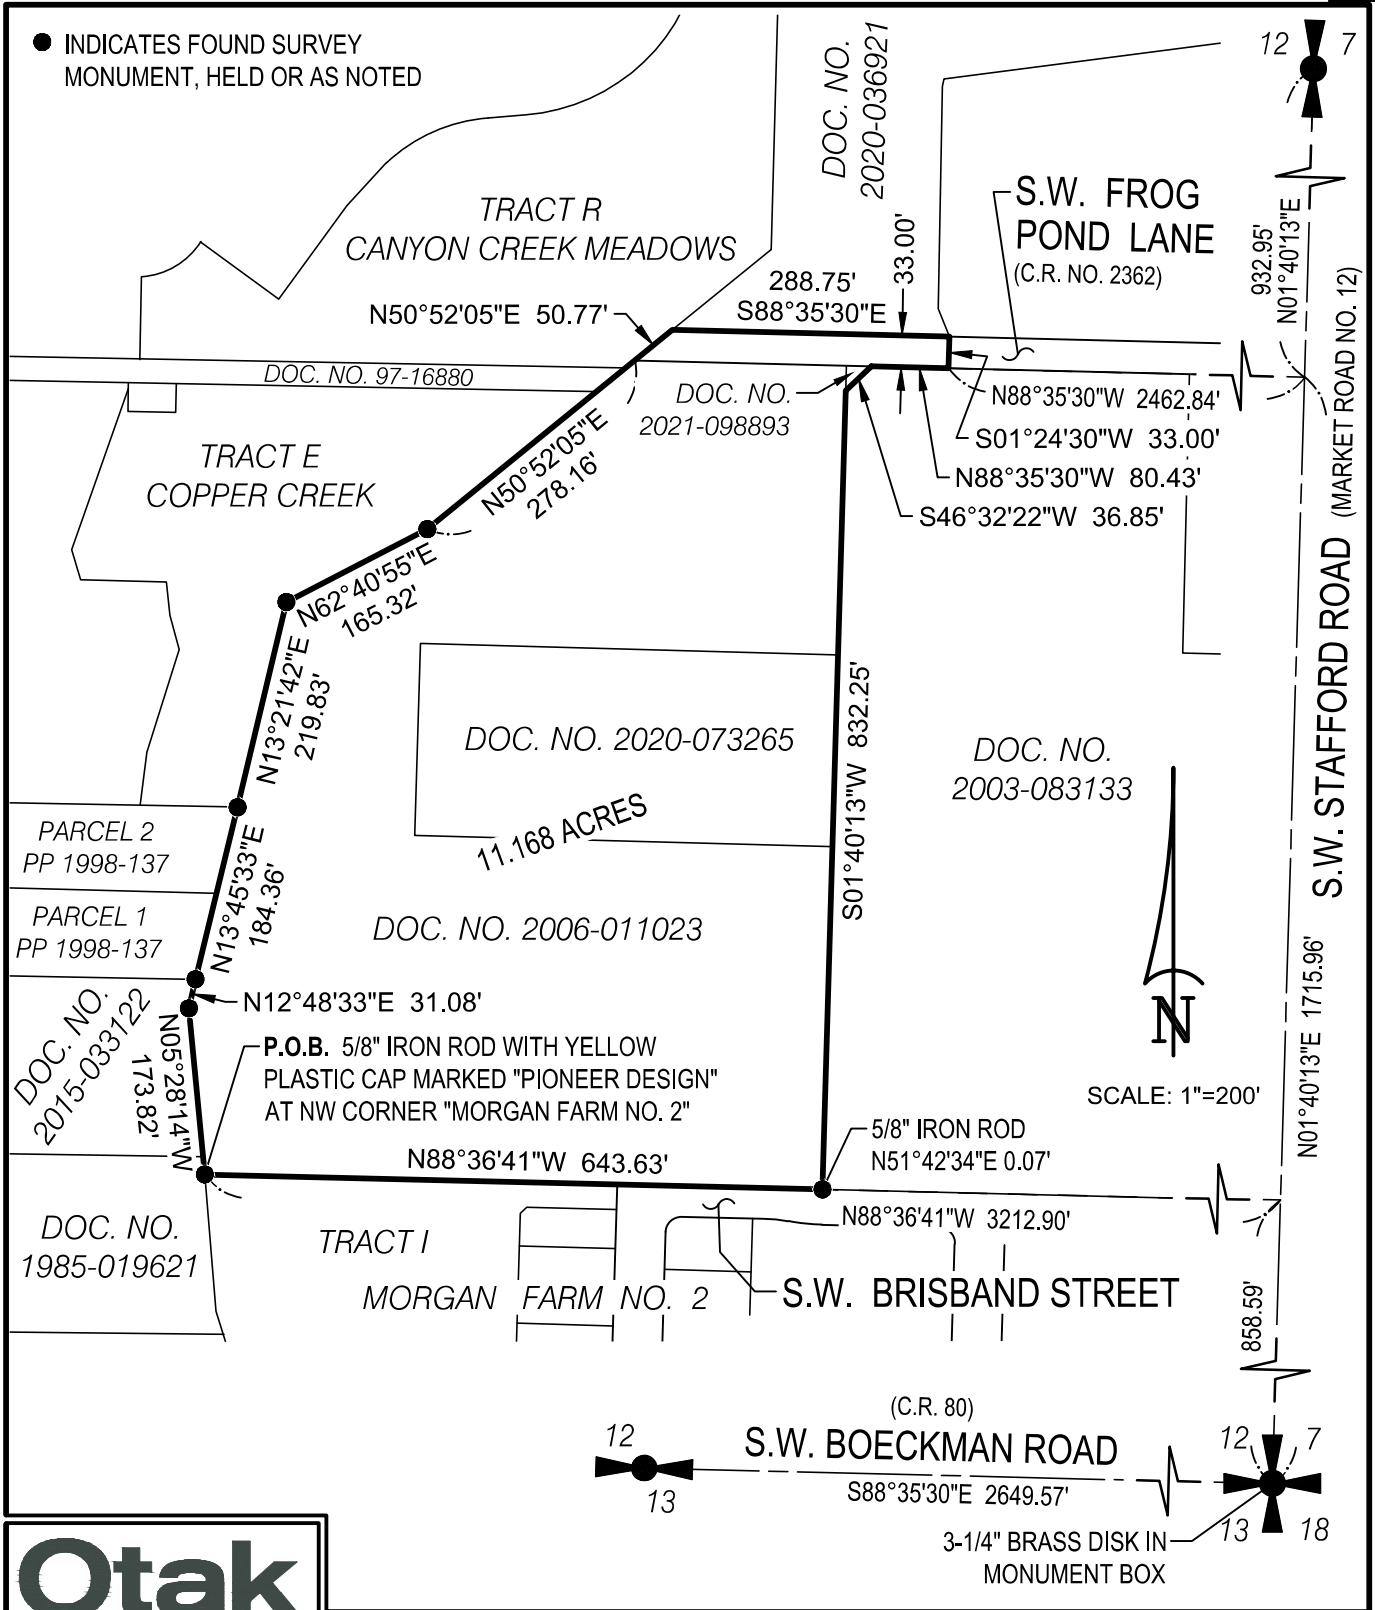 INDICATES FOUND SURVEY
MONUMENT, HELD OR AS NOTED
DOC. NO.
2020-036921
12
7
TRACT R
CANYON CREEK MEADOWS
S.W. FROG
POND LANE
(C.R. NO. 2362)
932.95'
N01°40'13"E
288.75'
S88°35'30"E
33.00'
N50°52'05"E 50.77'
DOC. NO. 97-16880
DOC. NO.
2021-098893
N88°35'30"W 2462.84'
S01°24'30"W 33.00'
N88°35'30"W 80.43'
S46°32'22"W 36.85'
S.W. STAFFORD ROAD (MARKET ROAD NO. 12)
TRACT E
COPPER CREEK
N50°52'05"E
278.16'
N62°40'55"E
165.32'
N13°21'42"E
219.83'
DOC. NO. 2020-073265
S01°40'13"W 832.25'
DOC. NO.
2003-083133
11.168 ACRES
PARCEL 2
PP 1998-137
N13°45'33"E
184.36'
PARCEL 1
PP 1998-137
DOC. NO. 2006-011023
N12°48'33"E 31.08'
DOC. NO.
2015-033122
N05°28'14"W
173.82'
P.O.B. 5/8" IRON ROD WITH YELLOW
PLASTIC CAP MARKED "PIONEER DESIGN"
AT NW CORNER "MORGAN FARM NO. 2"
N
SCALE: 1"=200'
N01°40'13"E 1715.96'
5/8" IRON ROD
N51°42'34"E 0.07'
N88°36'41"W 643.63'
N88°36'41"W 3212.90'
DOC. NO.
1985-019621
TRACT I
MORGAN FARM NO. 2
S.W. BRISBAND STREET
858.59'
(C.R. 80)
S.W. BOECKMAN ROAD
S88°35'30"E 2649.57'
12
13
12
7
13
18
3-1/4" BRASS DISK IN
MONUMENT BOX
Otak